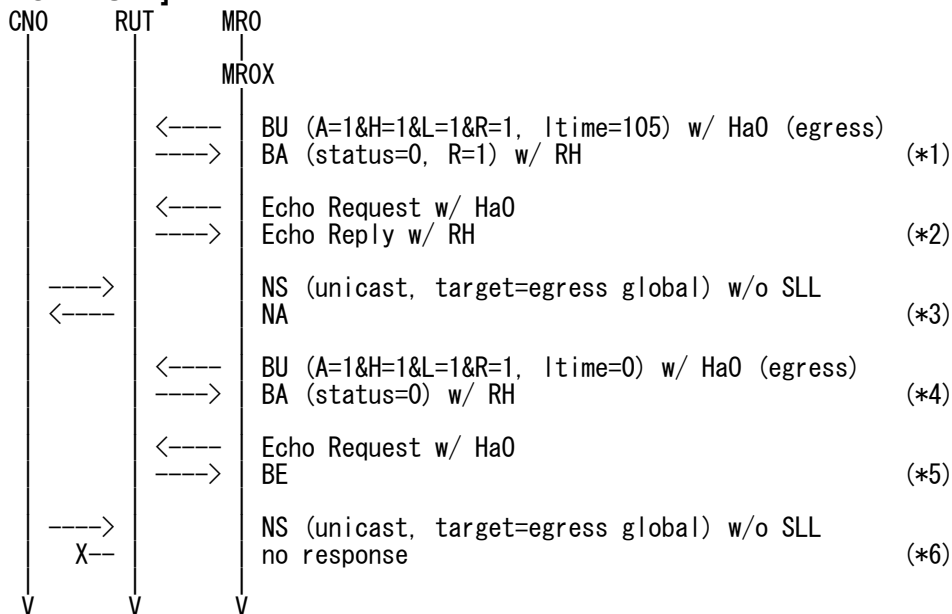 CN0 RUT MR0
MR0X
<---- BU (A=1&H=1&L=1&R=1, ltime=105) w/ HaO (egress)
----> BA (status=0, R=1) w/ RH (*1)
<---- Echo Request w/ HaO
----> Echo Reply w/ RH (*2)
----> NS (unicast, target=egress global) w/o SLL
<---- NA (*3)
<---- BU (A=1&H=1&L=1&R=1, ltime=0) w/ HaO (egress)
----> BA (status=0) w/ RH (*4)
<---- Echo Request w/ HaO
----> BE (*5)
----> NS (unicast, target=egress global) w/o SLL
X-- no response (*6)
V V V